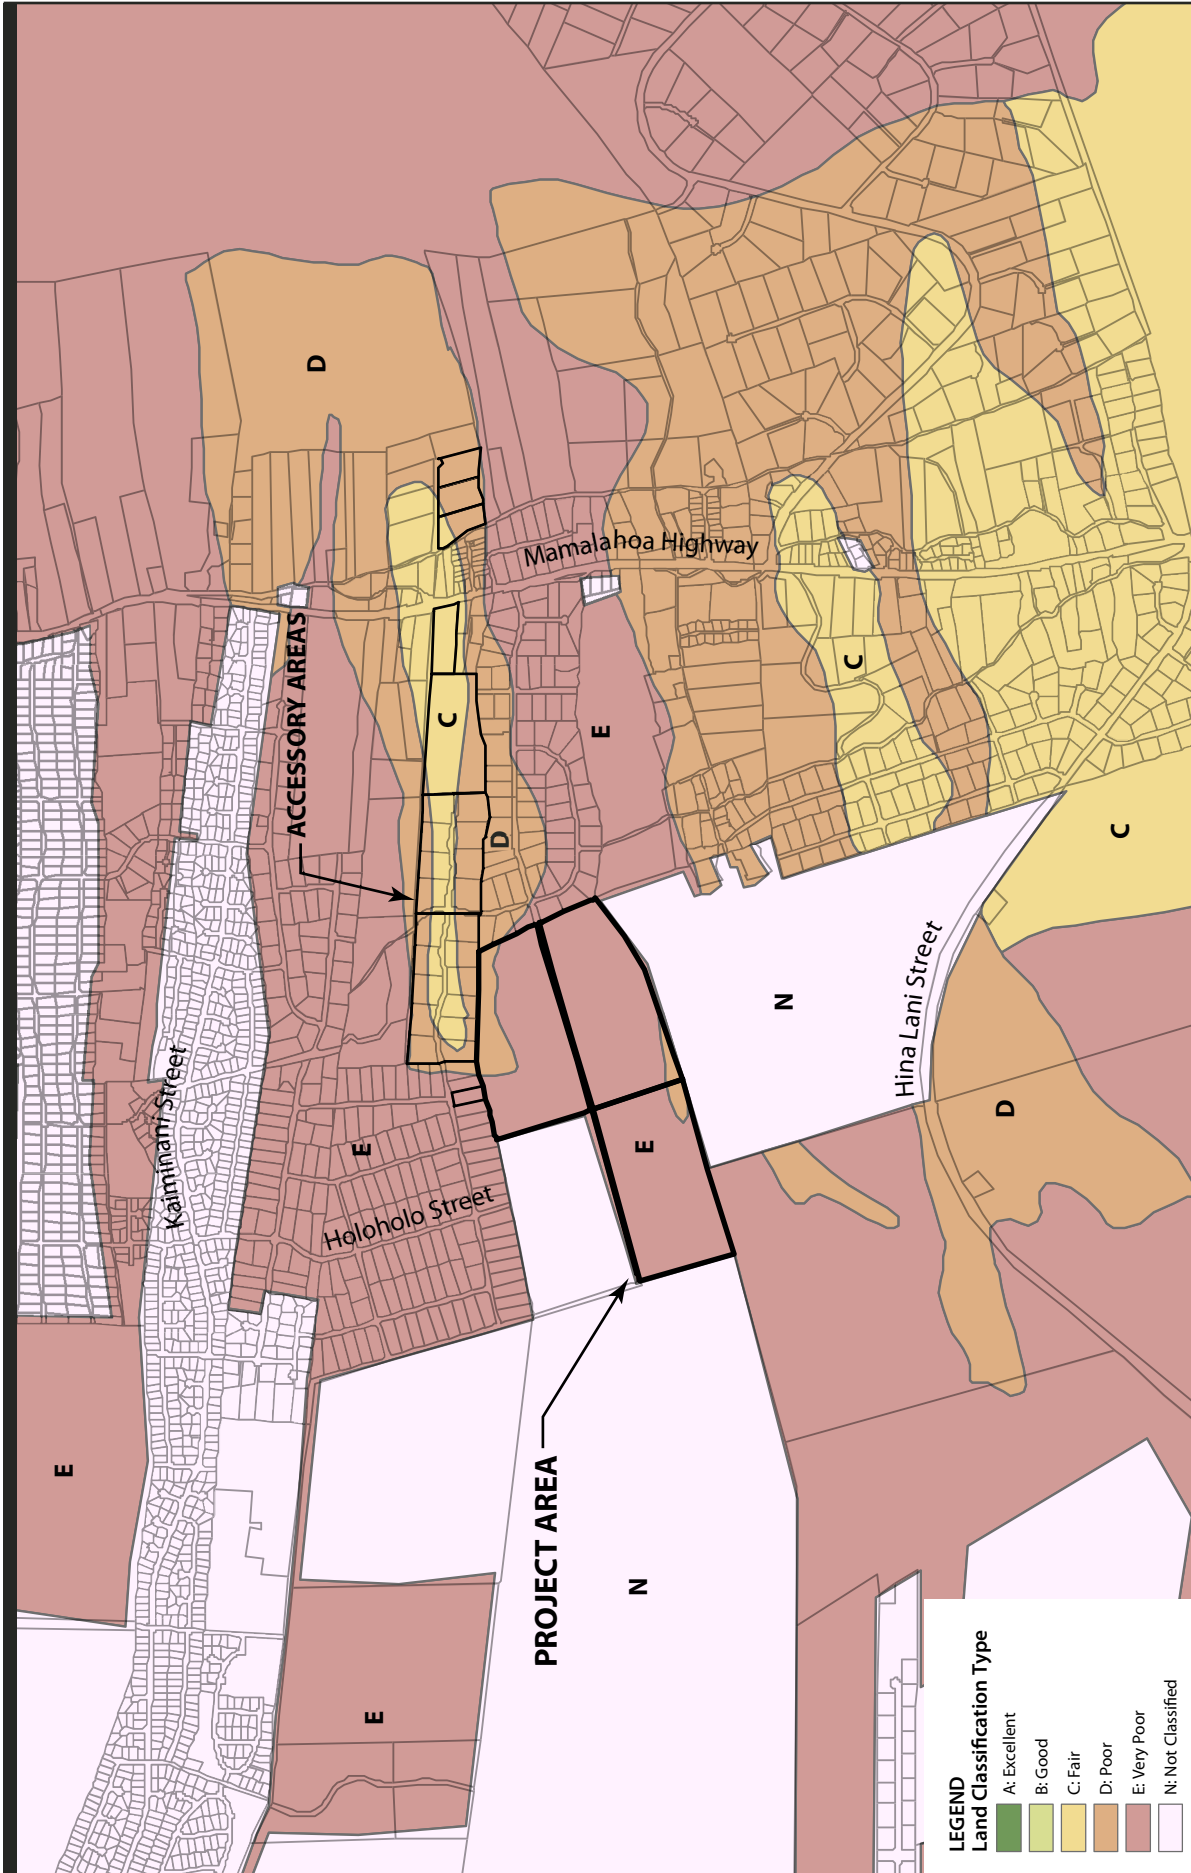 D
Mamalahoa Highway
ACCESSORY AREAS
C
C
E
D
C
N
Hina Lani Street
Kaiminani Street
E
E
D
Holoholo Street
E
PROJECT AREA
N
E
LEGEND
Land Classification Type
A: Excellent
B: Good
C: Fair
D: Poor
E: Very Poor
N: Not Classified